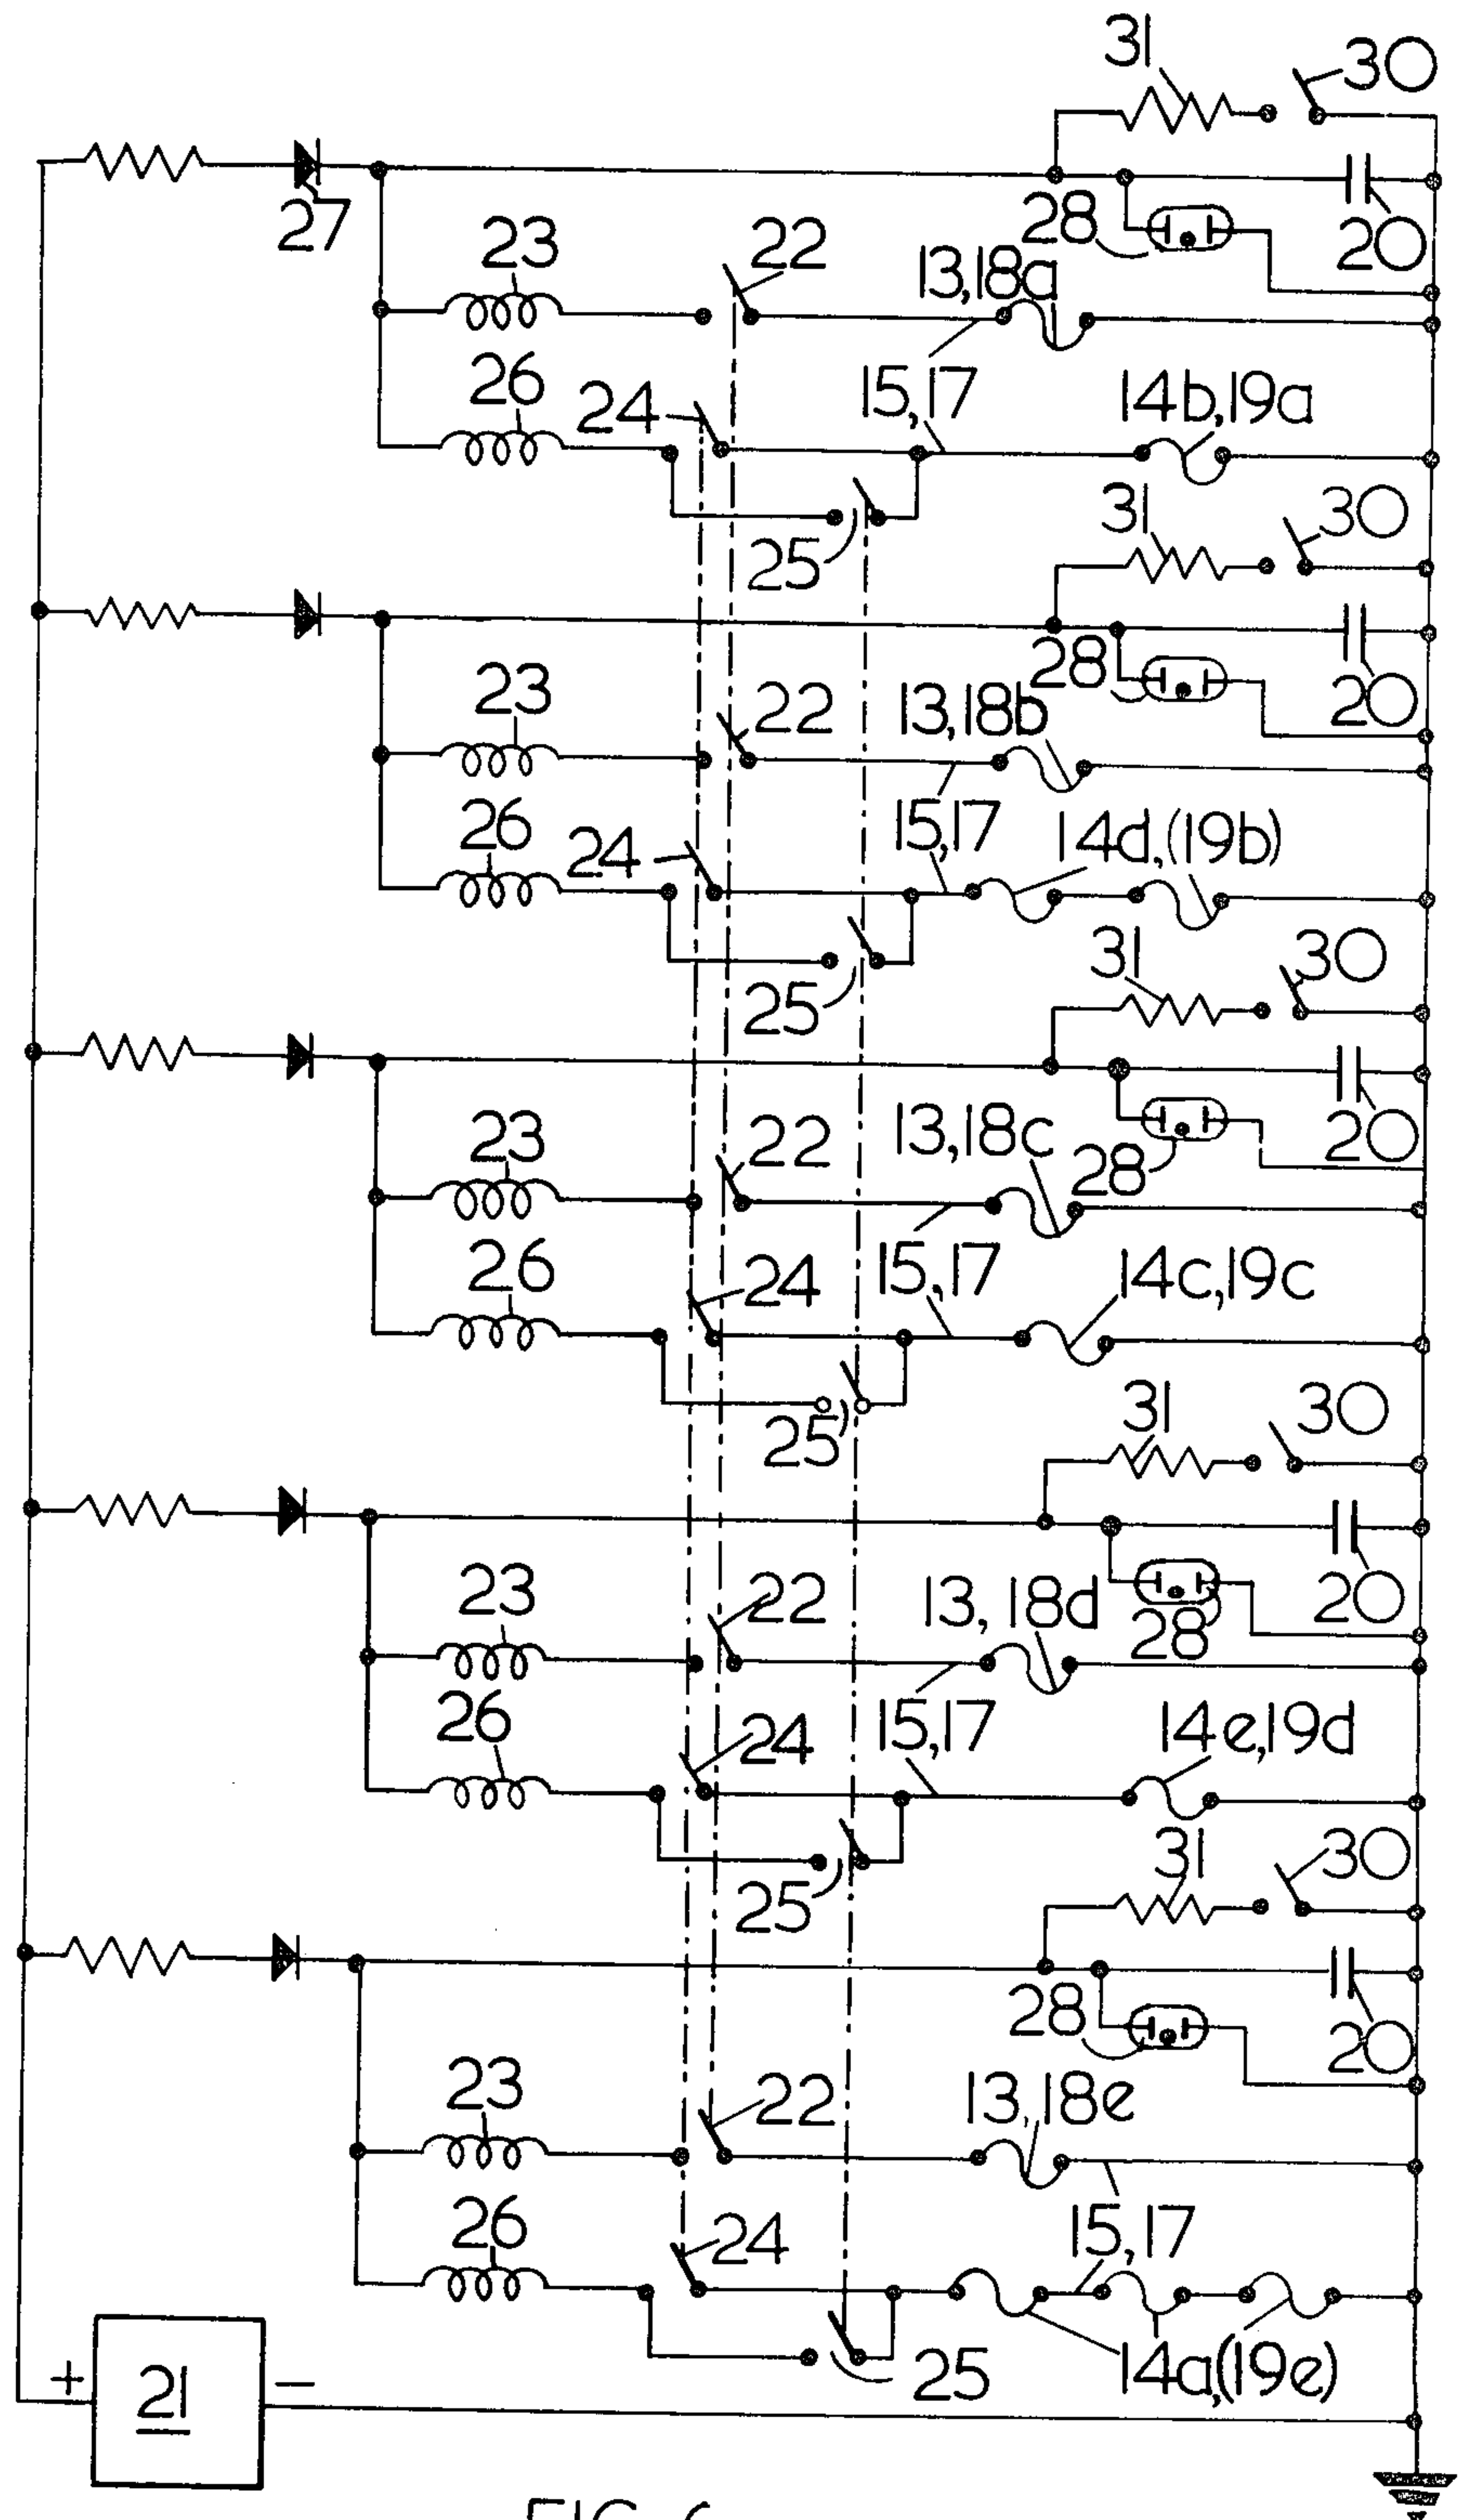 31 30
27 28 20
23 22 13,18a
26 24 15,17 14b,19a
25 31 30
28 20
23 22 13,18b
26 24 15,17 14d,(19b)
25 31 30
20
23 22 13,18c 28
26 24 15,17 14c,19c
25 31 30
20
23 22 13,18d 28
26 24 15,17 14e,19d
25 31 30
28 20
23 22 13,18e
26 24 15,17
25 14a,(19e)
+ 21 −